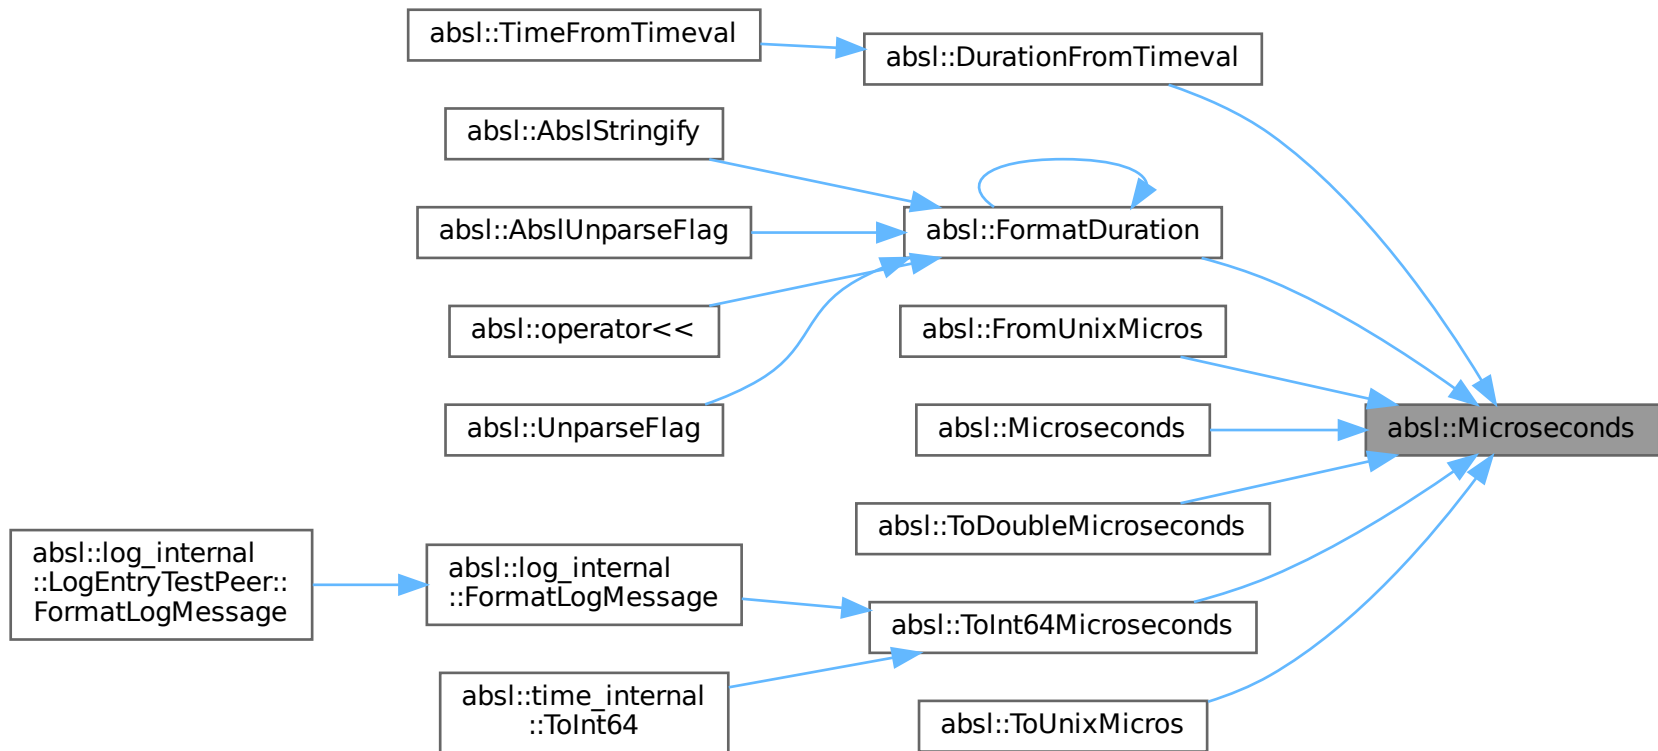 absl::TimeFromTimeval
absl::DurationFromTimeval
absl::AbslStringify
absl::AbslUnparseFlag
absl::FormatDuration
absl::operator<<
absl::FromUnixMicros
absl::UnparseFlag
absl::Microseconds
absl::Microseconds
absl::ToDoubleMicroseconds
absl::log_internal
::LogEntryTestPeer::
FormatLogMessage
absl::log_internal
::FormatLogMessage
absl::ToInt64Microseconds
absl::time_internal
::ToInt64
absl::ToUnixMicros